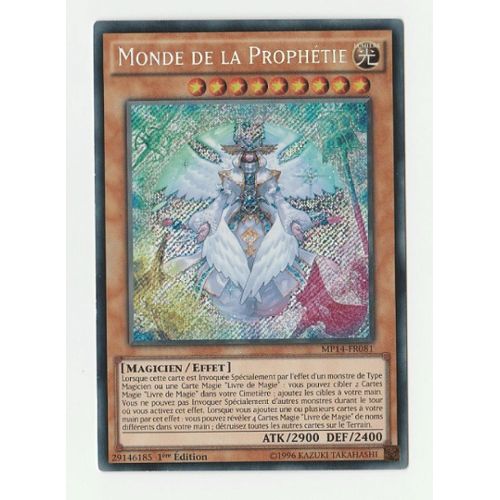 Monde de la Prophétie
光
MP14-FR081
[Magicien / Effet]
Lorsque cette carte est Invoquée Spécialement par l'effet d'un monstre de Type
Magicien ou une Carte Magie "Livre de Magie" : vous pouvez cibler 2 Cartes
Magie "Livre de Magie" dans votre Cimetière ; ajoutez les cibles à votre main.
Vous ne pouvez pas Invoquer Spécialement d'autres monstres durant le tour
où vous activez cet effet. Lorsque vous ajoutez une ou plusieurs cartes à votre
main par cet effet : vous pouvez révéler 4 Cartes Magie "Livre de Magie" de noms
différents dans votre main ; détruisez toutes les autres cartes sur le Terrain.
ATK/2900 DEF/2400
29146185 1ère Édition ©1996 KAZUKI TAKAHASHI